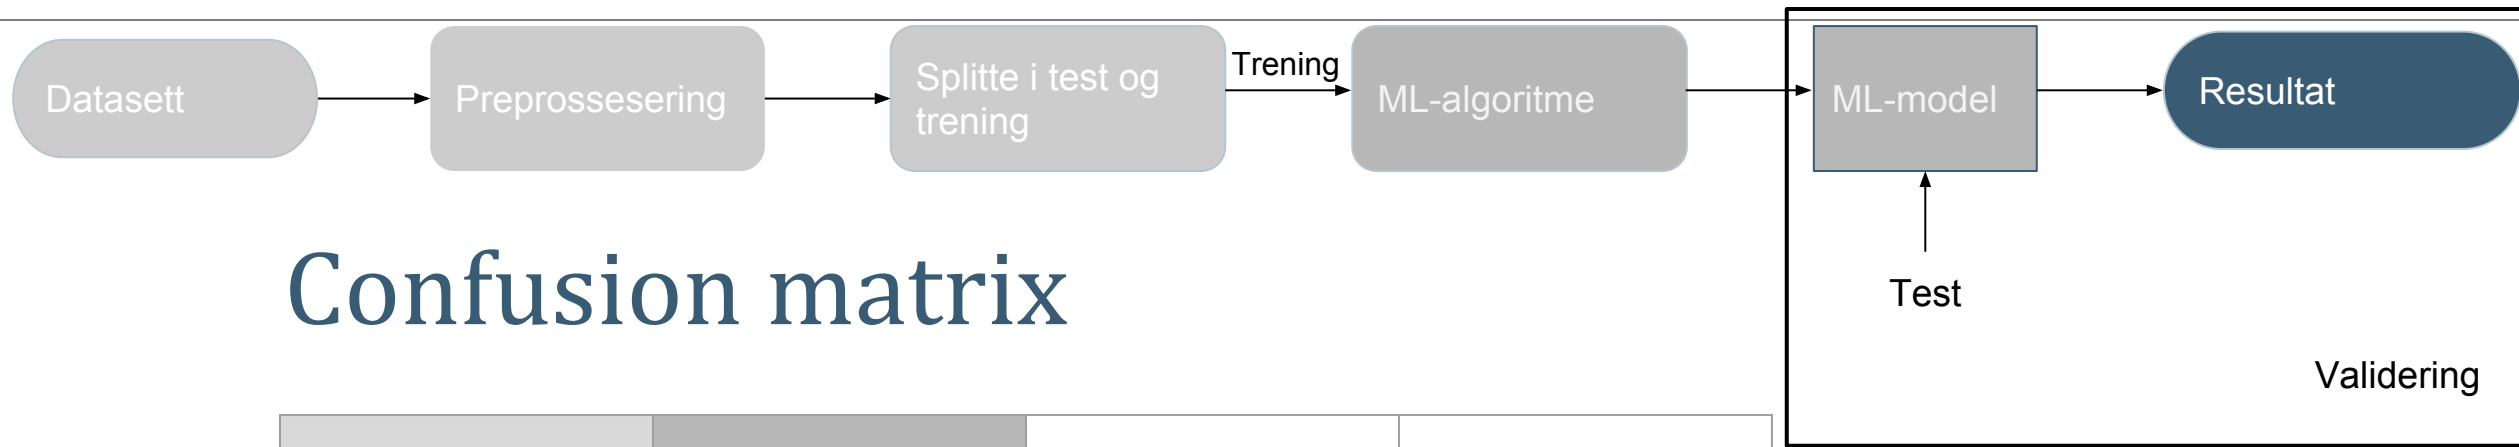 Datasett
Preprossesering
Splitte i test og
trening
Trening
ML-algoritme
ML-model
Resultat
Test
Validering
Confusion matrix